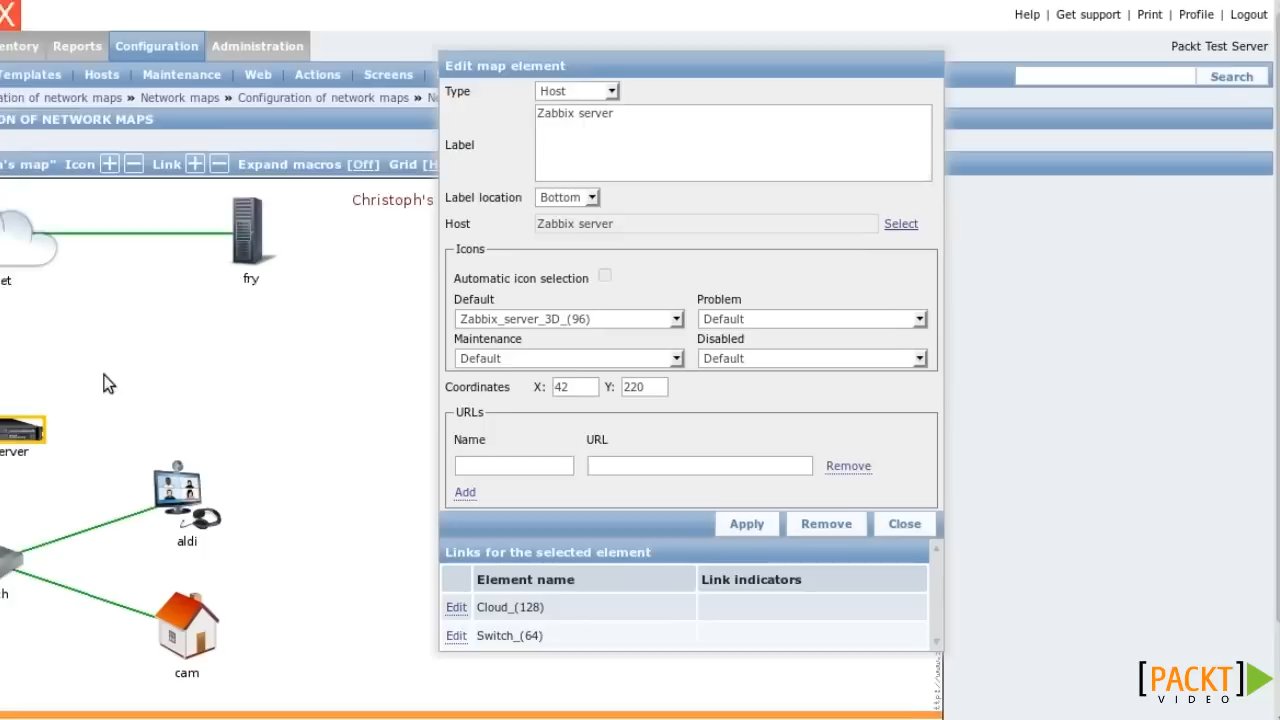 X
Help | Get support | Print | Profile | Logout
entory Reports Configuration Administration
Packt Test Server
Templates Hosts Maintenance Web Actions Screens
Search
ation of network maps » Network maps » Configuration of network maps » Ne
ON OF NETWORK MAPS
's map" Icon + − Link + − Expand macros [Off] Grid [
Christoph's
et
fry
erver
aldi
ch
cam
Edit map element
Type Host
Label Zabbix server
Label location Bottom
Host Zabbix server Select
Icons
Automatic icon selection
Default Problem
Zabbix_server_3D_(96) Default
Maintenance Disabled
Default Default
Coordinates X: 42 Y: 220
URLs
Name URL
Remove
Add
Apply Remove Close
Links for the selected element
Element name Link indicators
Edit Cloud_(128)
Edit Switch_(64)
[PACKT]
VIDEO